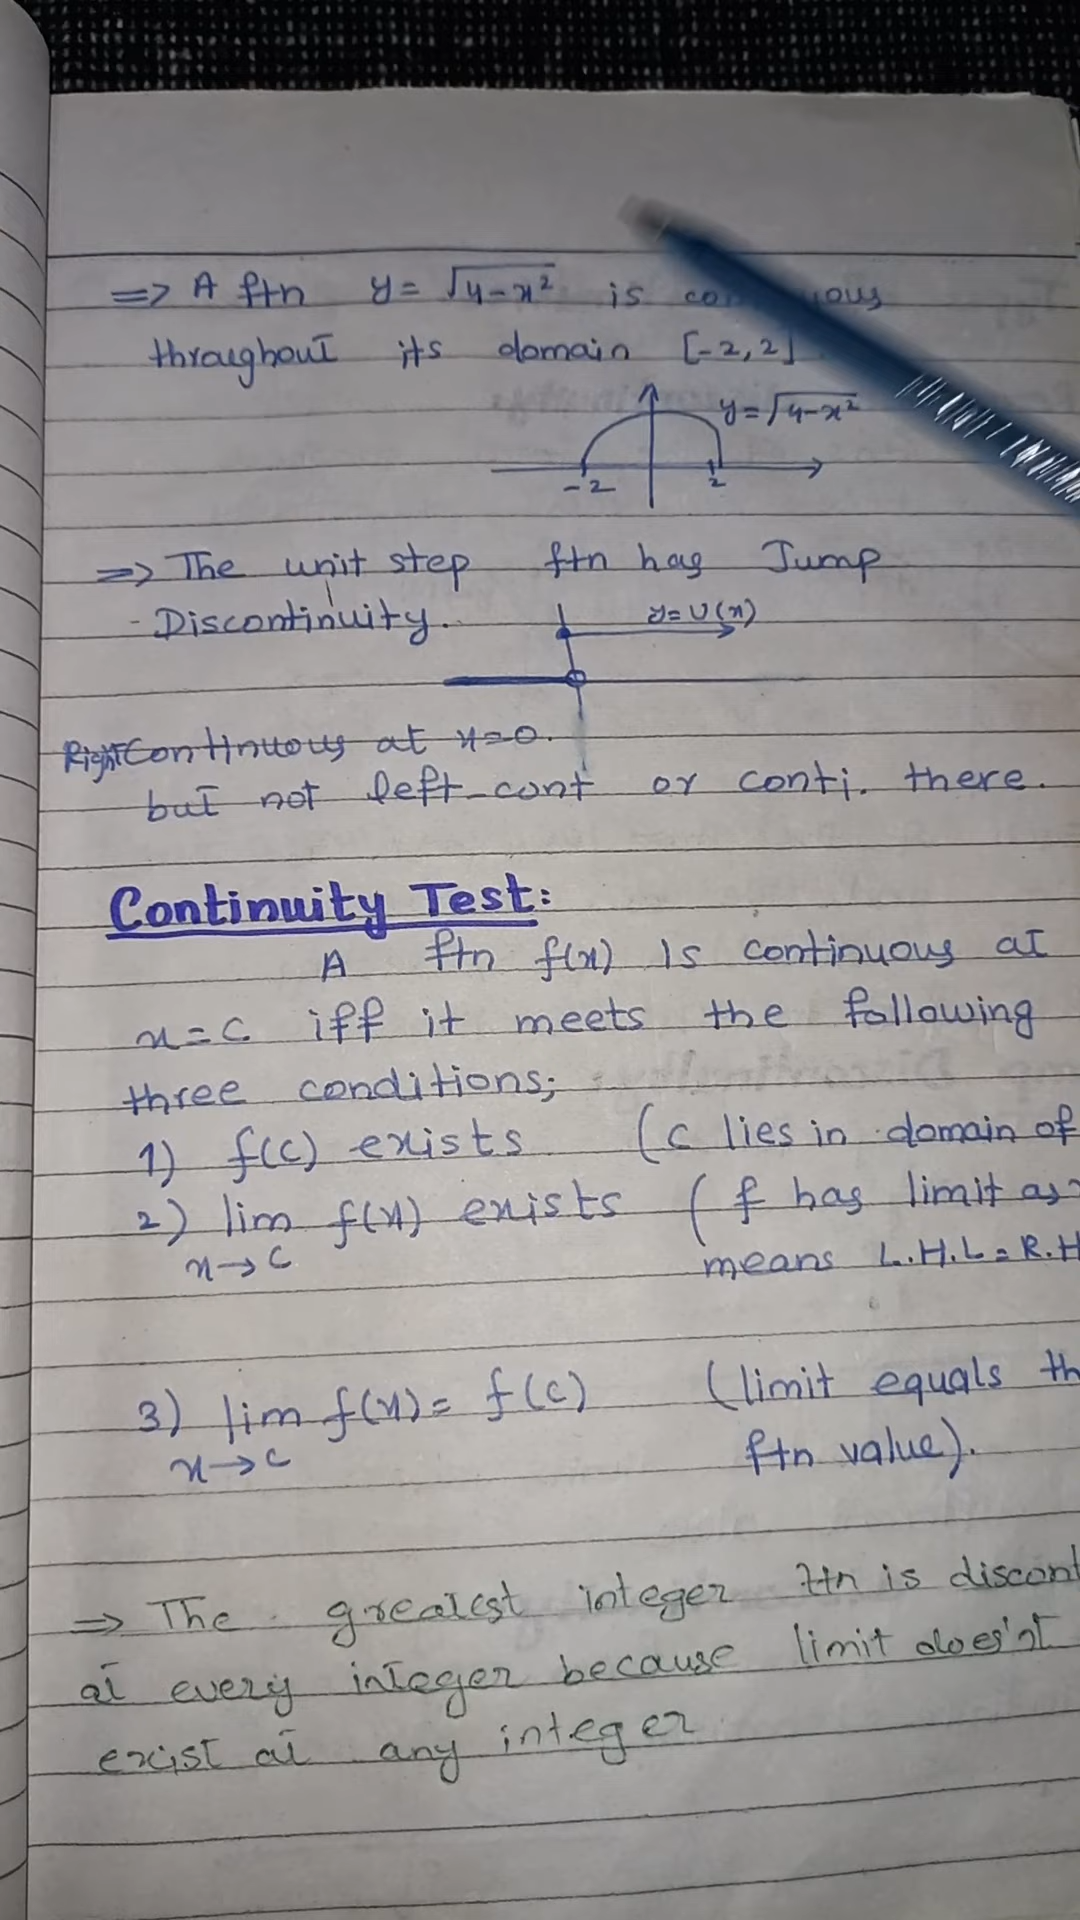 => A ftn y = √4-x² is co uous
throughout its domain [-2,2]
y = √4-x²
-2 2
=> The unit step ftn has Jump
Discontinuity.
y=U(x)
Right Continuous at x=0.
but not left cont or conti. there.
Continuity Test:
A ftn f(x) is continuous at
x=c iff it meets the following
three conditions;
1) f(c) exists (c lies in domain of
2) lim f(x) exists (f has limit as
x→c means L.H.L = R.H
3) lim f(x) = f(c) (limit equals th
x→c ftn value).
=> The greatest integer ftn is discont
at every integer because limit does'nt
exist at any integer